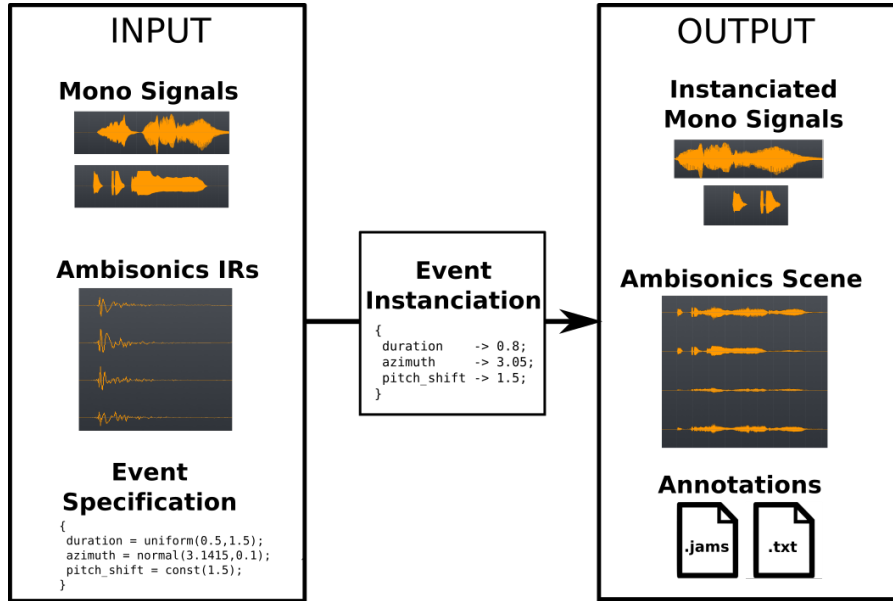 INPUT
Mono Signals
Ambisonics IRs
Event
Specification
{
duration = uniform(0.5,1.5);
azimuth = normal(3.1415,0.1);
pitch_shift = const(1.5);
}
Event
Instanciation
{
duration -> 0.8;
azimuth -> 3.05;
pitch_shift -> 1.5;
}
OUTPUT
Instanciated
Mono Signals
Ambisonics Scene
Annotations
.jams
.txt